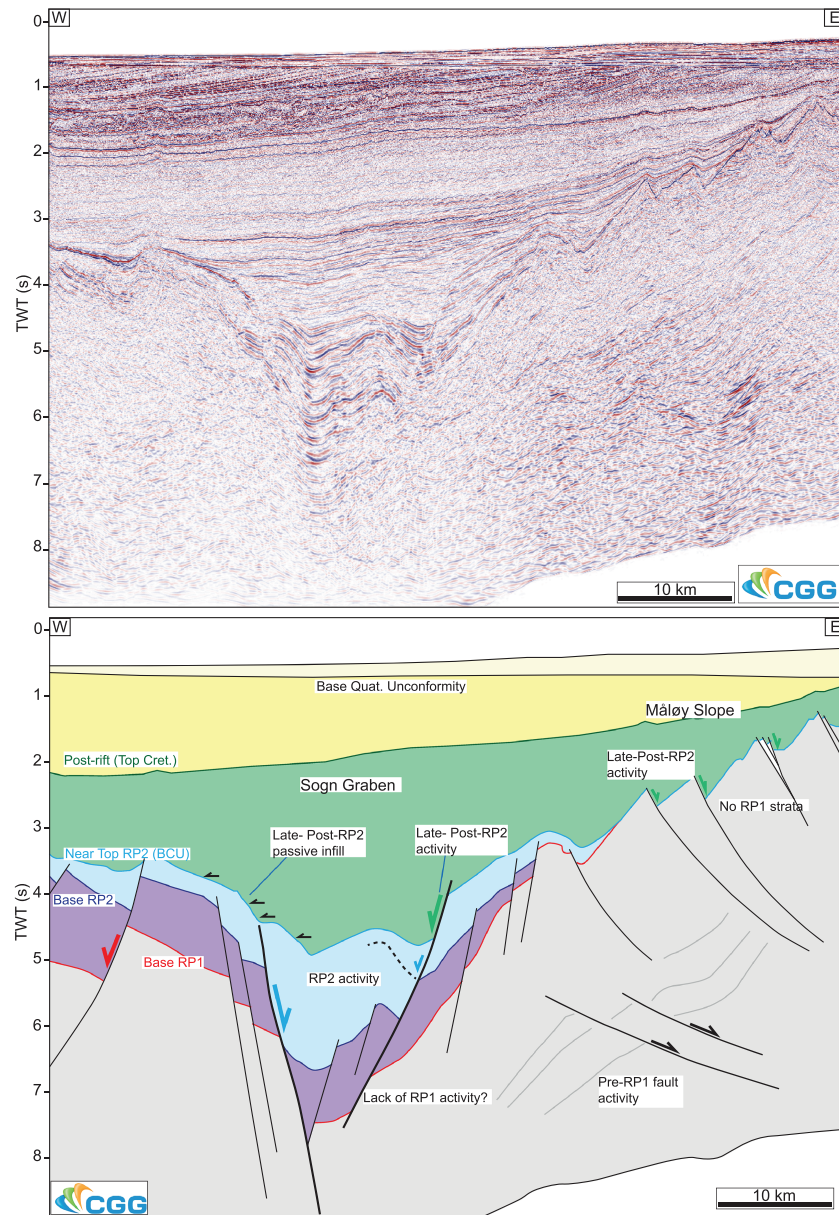 W
E
0
1
2
3
4
5
6
7
8
TWT (s)
10 km
CGG
W
E
0
1
2
3
4
5
6
7
8
TWT (s)
Base Quat. Unconformity
Måløy Slope
Post-rift (Top Cret.)
Sogn Graben
Late-Post-RP2
activity
No RP1 strata
Late- Post-RP2
passive infill
Late- Post-RP2
activity
Near Top RP2 (BCU)
Base RP2
Base RP1
RP2 activity
Lack of RP1 activity?
Pre-RP1 fault
activity
CGG
10 km